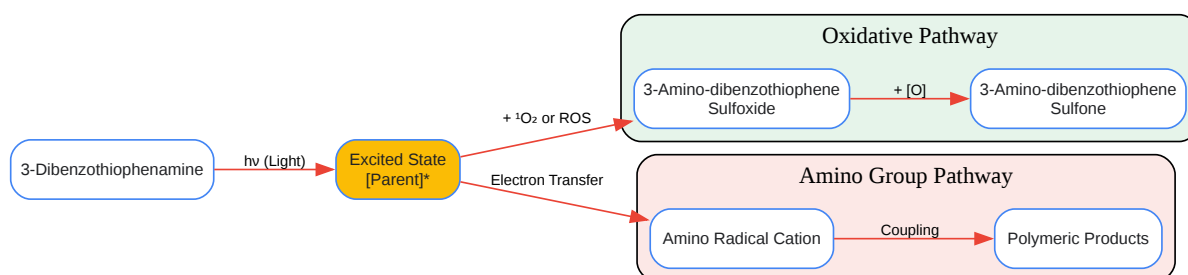 3-Dibenzothiophenamine
hν (Light)
Excited State
[Parent]*
+ ¹O₂ or ROS
Electron Transfer
Oxidative Pathway
3-Amino-dibenzothiophene
Sulfoxide
+ [O]
3-Amino-dibenzothiophene
Sulfone
Amino Group Pathway
Amino Radical Cation
Coupling
Polymeric Products